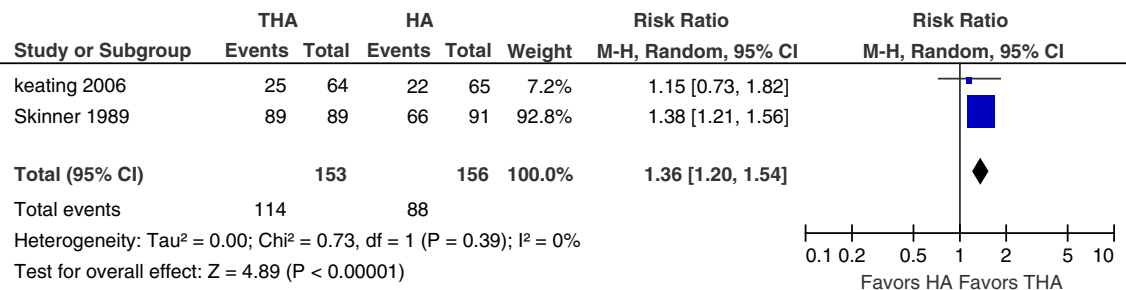 THA HA Risk Ratio Risk Ratio
Study or Subgroup Events Total Events Total Weight M-H, Random, 95% CI M-H, Random, 95% CI
keating 2006 25 64 22 65 7.2% 1.15 [0.73, 1.82]
Skinner 1989 89 89 66 91 92.8% 1.38 [1.21, 1.56]
Total (95% CI) 153 156 100.0% 1.36 [1.20, 1.54]
Total events 114 88
Heterogeneity: Tau² = 0.00; Chi² = 0.73, df = 1 (P = 0.39); I² = 0%
Test for overall effect: Z = 4.89 (P < 0.00001)
0.1 0.2 0.5 1 2 5 10
Favors HA Favors THA